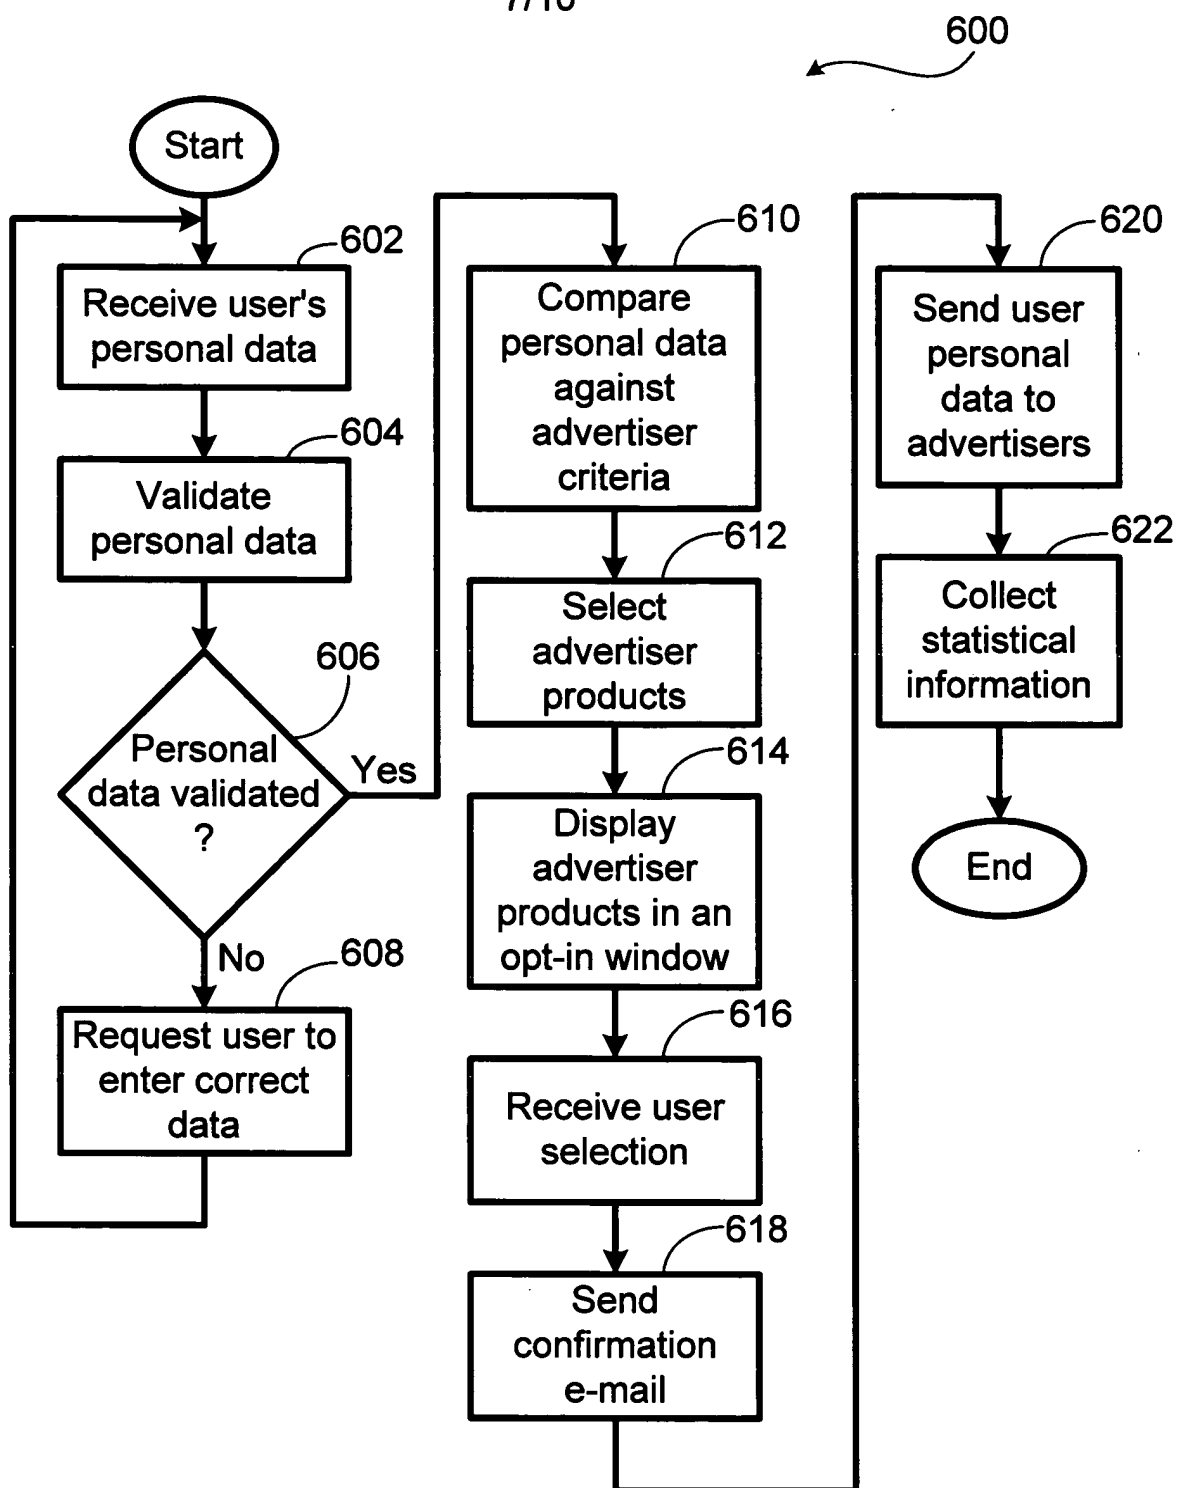 7/10
600
Start
602
Receive user's
personal data
604
Validate
personal data
606
Personal
data validated
?
Yes
No
608
Request user to
enter correct
data
610
Compare
personal data
against
advertiser
criteria
612
Select
advertiser
products
614
Display
advertiser
products in an
opt-in window
616
Receive user
selection
618
Send
confirmation
e-mail
620
Send user
personal
data to
advertisers
622
Collect
statistical
information
End